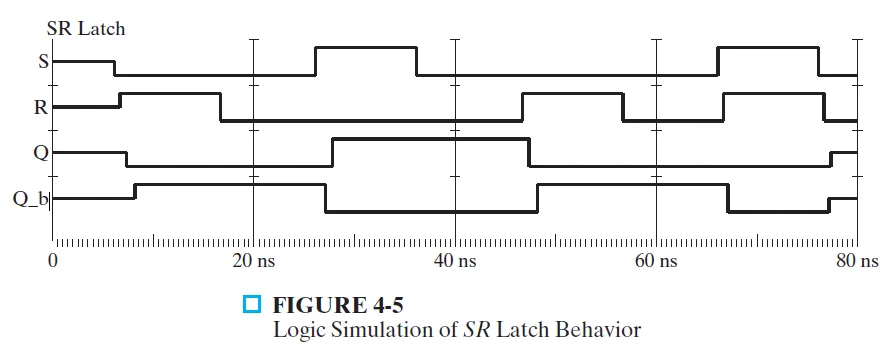 SR Latch
S
R
Q
Q_b
0 20 ns 40 ns 60 ns 80 ns
FIGURE 4-5
Logic Simulation of SR Latch Behavior